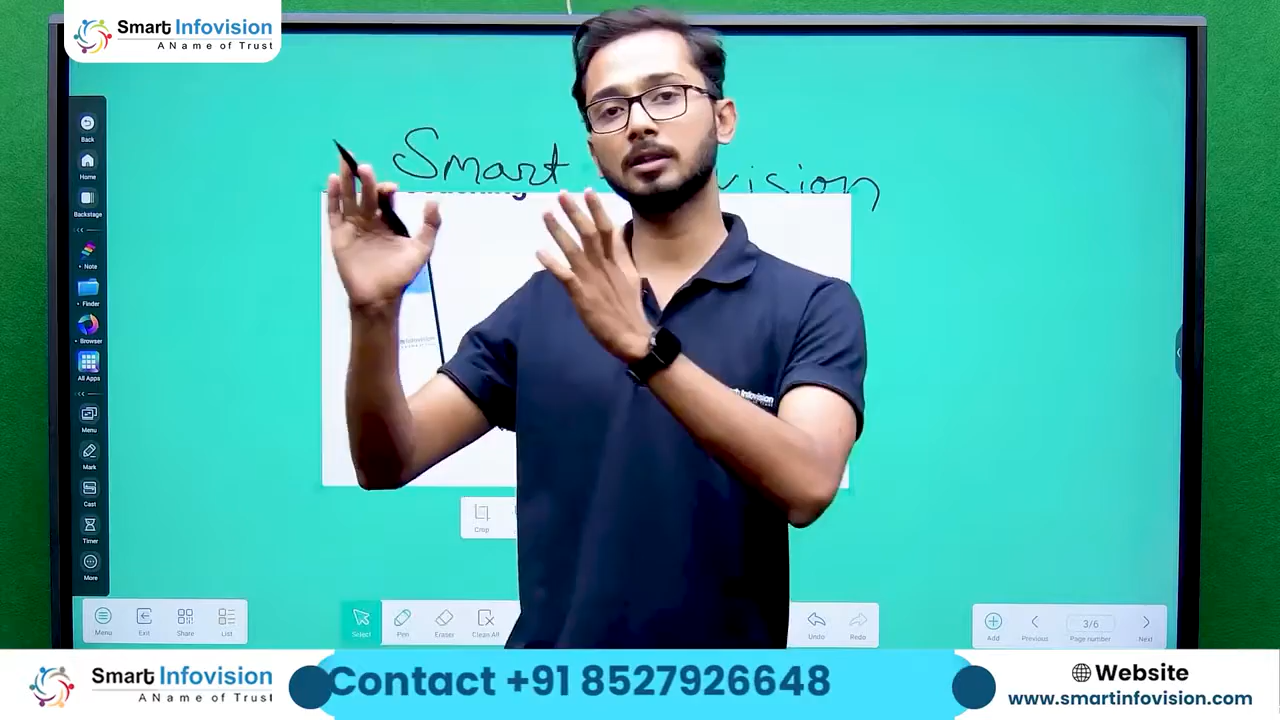 Smart Infovision
A Name of Trust
Smart vision
Back
Home
Backstage
Note
Finder
Browser
All Apps
Menu
Mark
Cast
Timer
More
Infovision
Crop
Menu Exit Share List
Select Pen Eraser Clean All
Undo Redo
Add Previous 3/6 Page number Next
Smart Infovision
A Name of Trust
Contact +91 8527926648
Website
www.smartinfovision.com